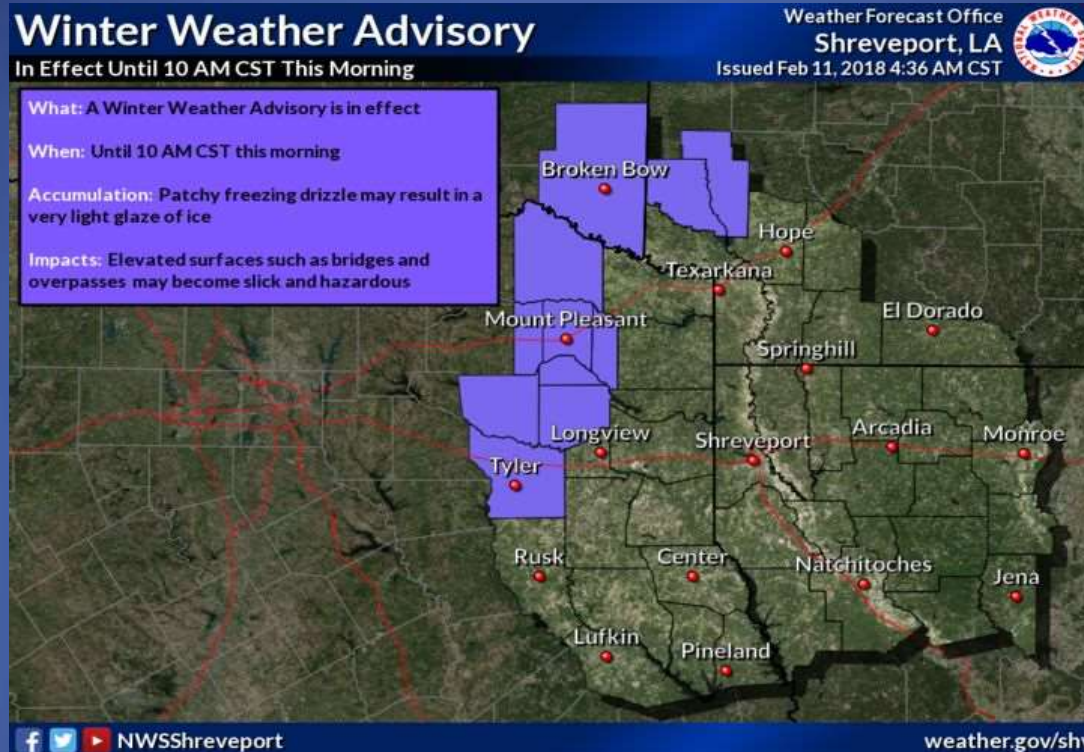 Winter Weather Advisory
In Effect Until 10 AM CST This Morning
Weather Forecast Office
Shreveport, LA
Issued Feb 11, 2018 4:36 AM CST
NATIONAL WEATHER SERVICE
What: A Winter Weather Advisory is in effect
When: Until 10 AM CST this morning
Accumulation: Patchy freezing drizzle may result in a
very light glaze of ice
Impacts: Elevated surfaces such as bridges and
overpasses may become slick and hazardous
Broken Bow
Hope
Texarkana
El Dorado
Mount Pleasant
Springhill
Longview
Shreveport
Arcadia
Monroe
Tyler
Rusk
Center
Natchitoches
Jena
Lufkin
Pineland
NWSShreveport
weather.gov/shv